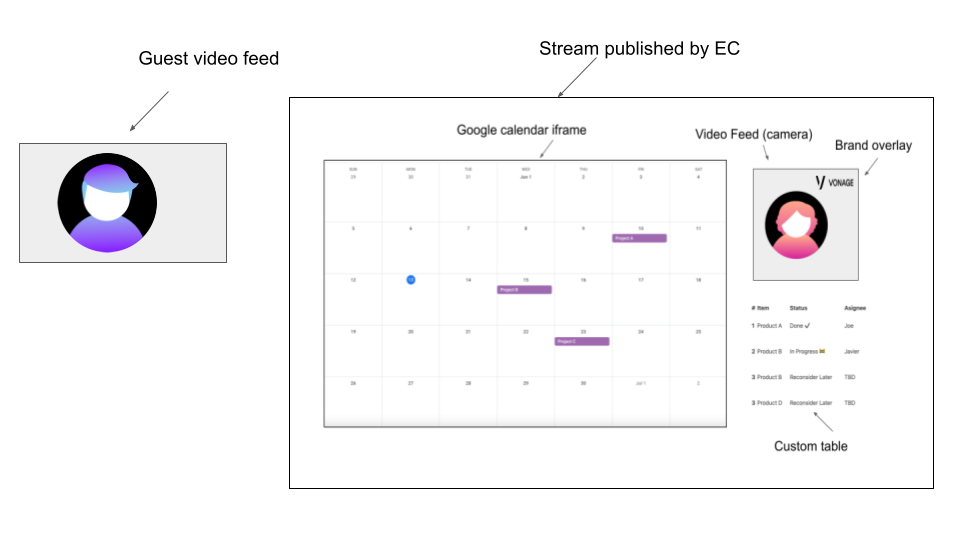 Guest video feed
Stream published by EC
Google calendar iframe
Video Feed (camera)
Brand overlay
VONAGE
SUN MON TUE WED THU FRI SAT
29 30 31 Jun 1 2 3 4
5 6 7 8 9 10 11
Project A
12 13 14 15 16 17 18
Project B
19 20 21 22 23 24 25
Project C
26 27 28 29 30 Jul 1 2
# Item Status Asignee
1 Product A Done ✓ Joe
2 Product B In Progress Javier
3 Product B Reconsider Later TBD
3 Product D Reconsider Later TBD
Custom table